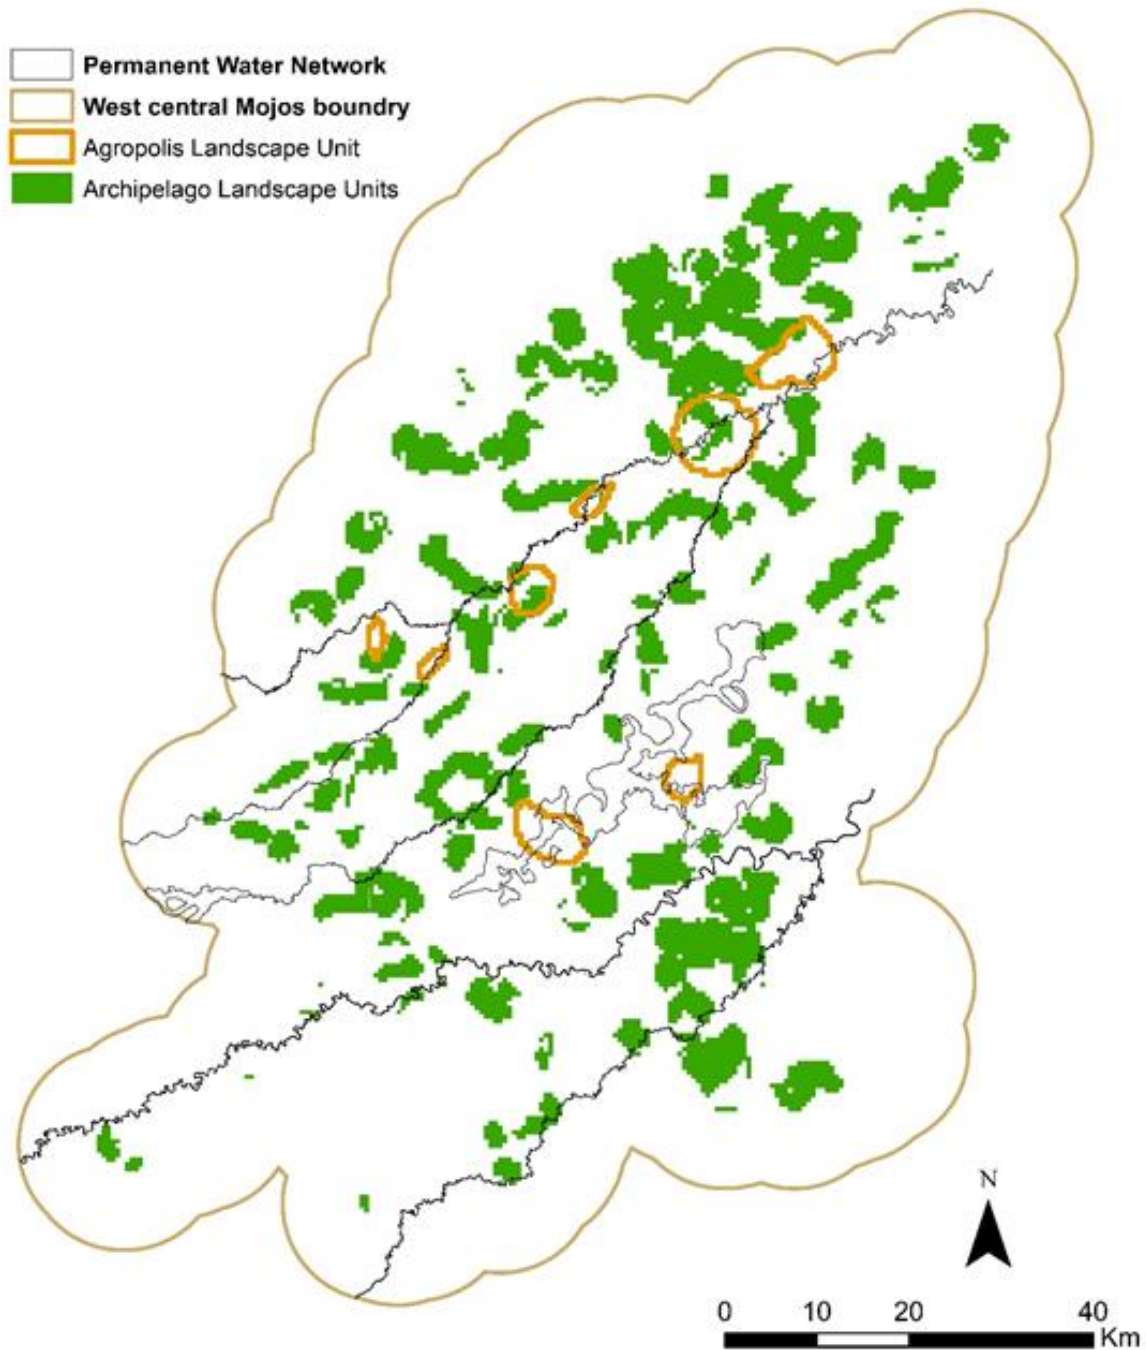 Permanent Water Network
West central Mojos boundry
Agropolis Landscape Unit
Archipelago Landscape Units
N
0 10 20 40
Km